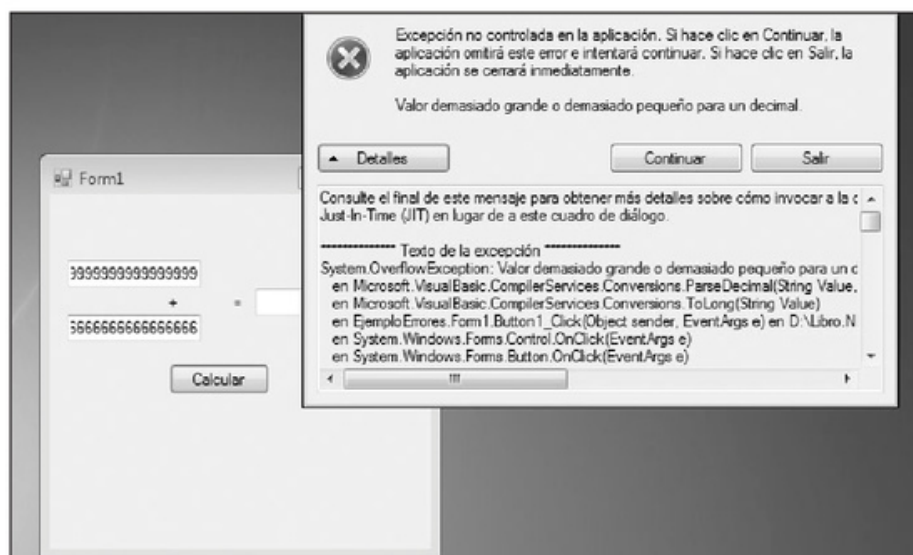 Excepción no controlada en la aplicación. Si hace clic en Continuar, la
aplicación omitirá este error e intentará continuar. Si hace clic en Salir, la
aplicación se cerrará inmediatamente.
Valor demasiado grande o demasiado pequeño para un decimal.
Detalles
Continuar
Salir
Consulte el final de este mensaje para obtener más detalles sobre cómo invocar a la
Just-In-Time (JIT) en lugar de a este cuadro de diálogo.
************** Texto de la excepción **************
System.OverflowException: Valor demasiado grande o demasiado pequeño para un
en Microsoft.VisualBasic.CompilerServices.Conversions.ParseDecimal(String Value,
en Microsoft.VisualBasic.CompilerServices.Conversions.ToLong(String Value)
en EjemploErrores.Form1.Button1_Click(Object sender, EventArgs e) en D:\Libro.N
en System.Windows.Forms.Control.OnClick(EventArgs e)
en System.Windows.Forms.Button.OnClick(EventArgs e)
Form1
+
=
Calcular